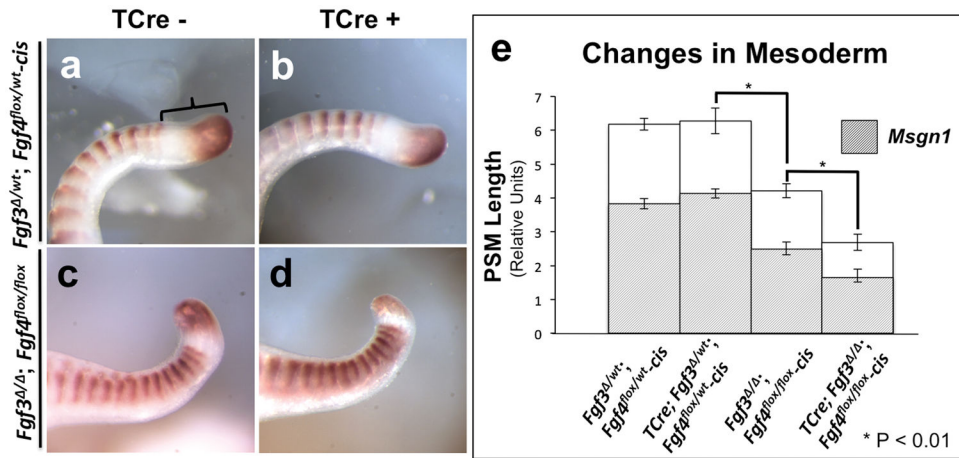 TCre -
TCre +
Fgf3Δ/wt; Fgf4flox/wt-cis
Fgf3Δ/Δ; Fgf4flox/flox
a
b
c
d
e
Changes in Mesoderm
PSM Length
(Relative Units)
7
6
5
4
3
2
1
0
*
*
Msgn1
Fgf3Δ/wt;
Fgf4flox/wt-cis
TCre; Fgf3Δ/wt;
Fgf4flox/wt-cis
Fgf3Δ/Δ;
Fgf4flox/flox-cis
TCre; Fgf3Δ/Δ;
Fgf4flox/flox-cis
* P < 0.01